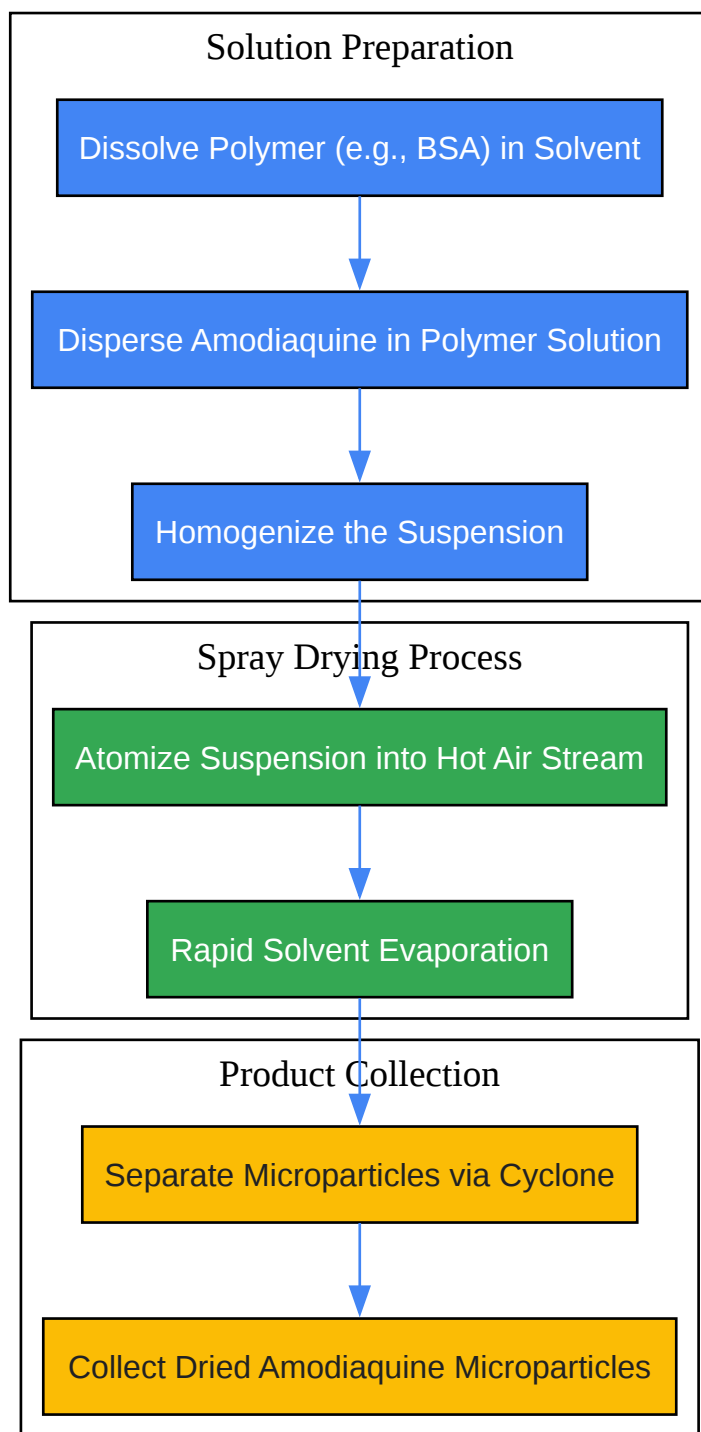 Solution Preparation
Dissolve Polymer (e.g., BSA) in Solvent
Disperse Amodiaquine in Polymer Solution
Homogenize the Suspension
Spray Drying Process
Atomize Suspension into Hot Air Stream
Rapid Solvent Evaporation
Product Collection
Separate Microparticles via Cyclone
Collect Dried Amodiaquine Microparticles